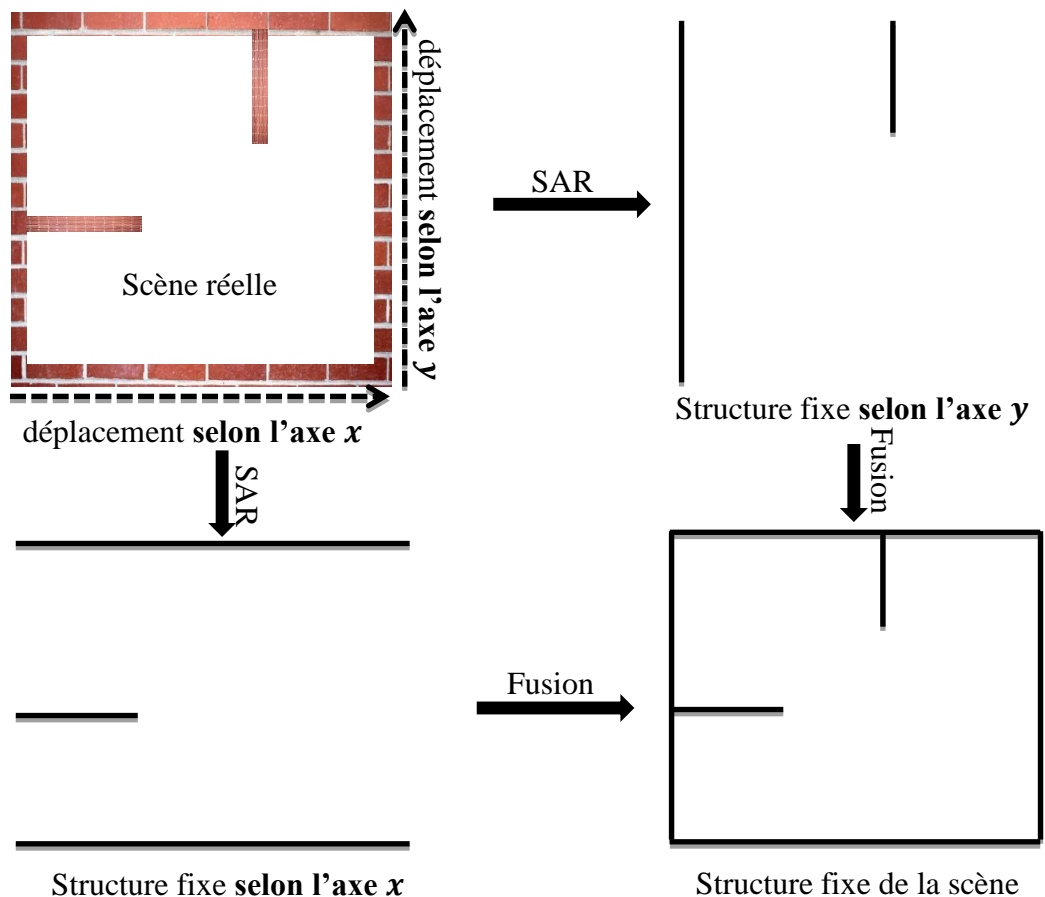 Scène réelle
déplacement selon l'axe y
déplacement selon l'axe x
SAR
Structure fixe selon l'axe y
SAR
Fusion
Fusion
Structure fixe selon l'axe x
Structure fixe de la scène